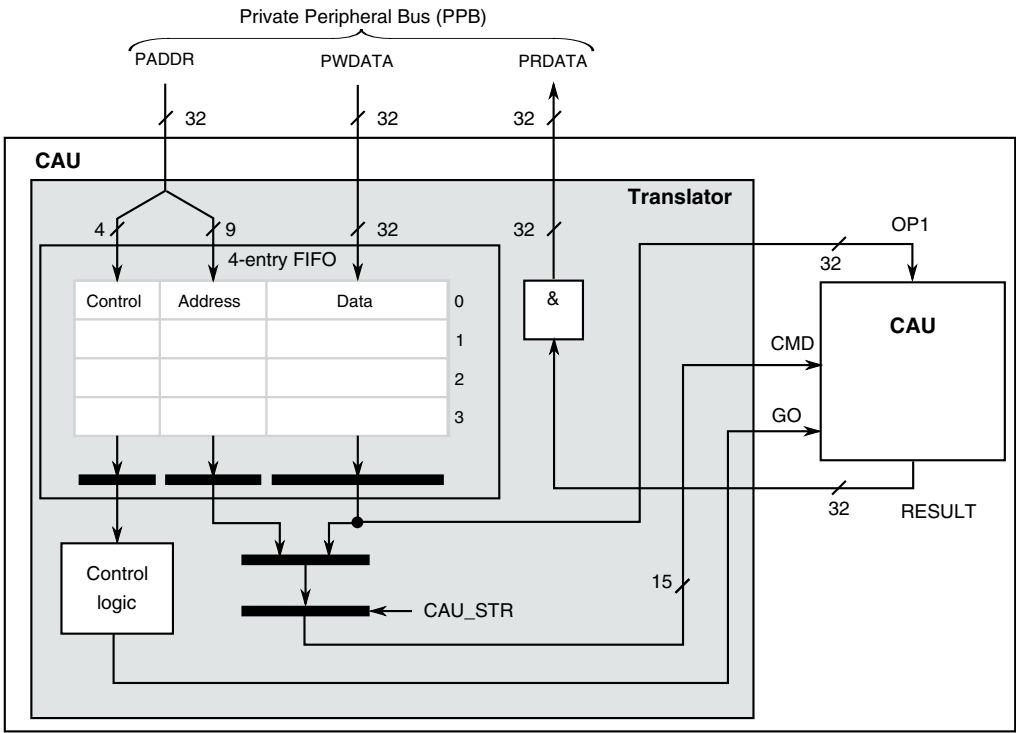 Private Peripheral Bus (PPB)
PADDR
PWDATA
PRDATA
32
32
32
CAU
Translator
4
9
32
32
OP1
32
4-entry FIFO
Control
Address
Data
0
1
2
3
&
CAU
CMD
GO
32
RESULT
Control
logic
15
CAU_STR